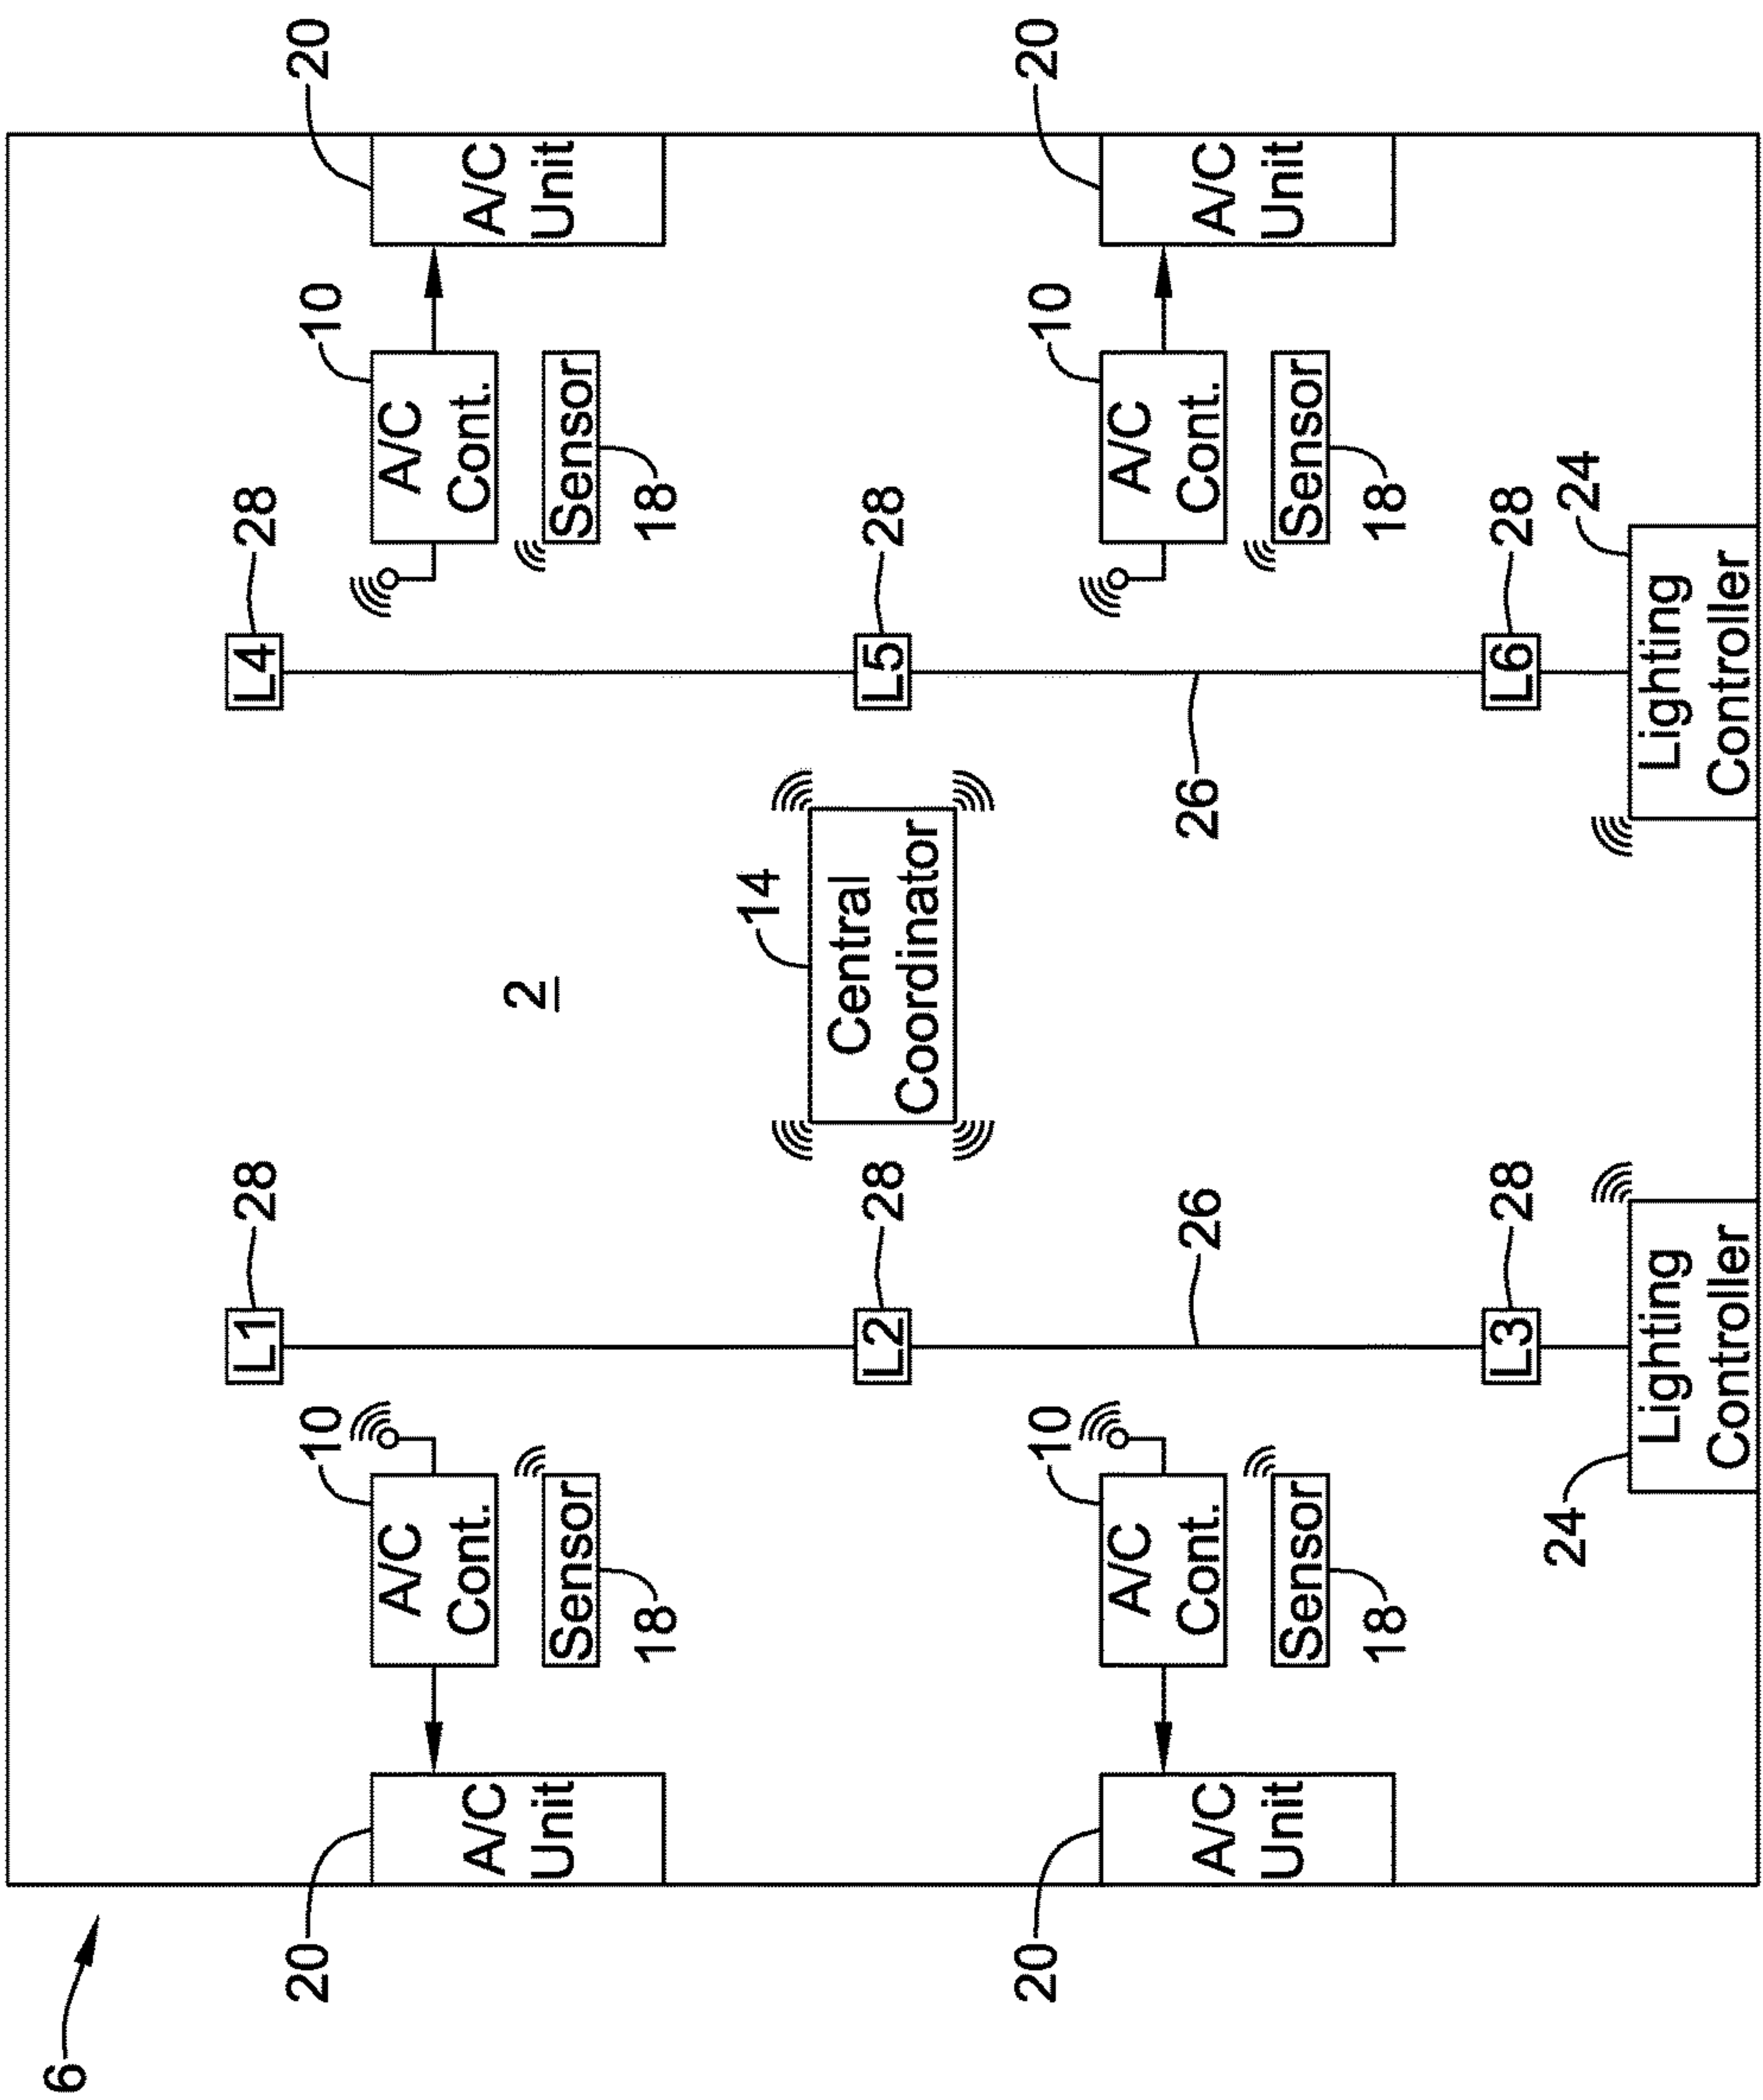 6
L1
28
28
L4
20
10
10
20
A/C
Unit
A/C
Cont.
A/C
Cont.
A/C
Unit
2
Sensor
Sensor
18
18
14
Central
Coordinator
L2
28
L5
28
20
10
10
20
A/C
Unit
A/C
Cont.
26
26
A/C
Cont.
A/C
Unit
Sensor
Sensor
18
18
L3
28
L6
28
24
24
Lighting
Controller
Lighting
Controller